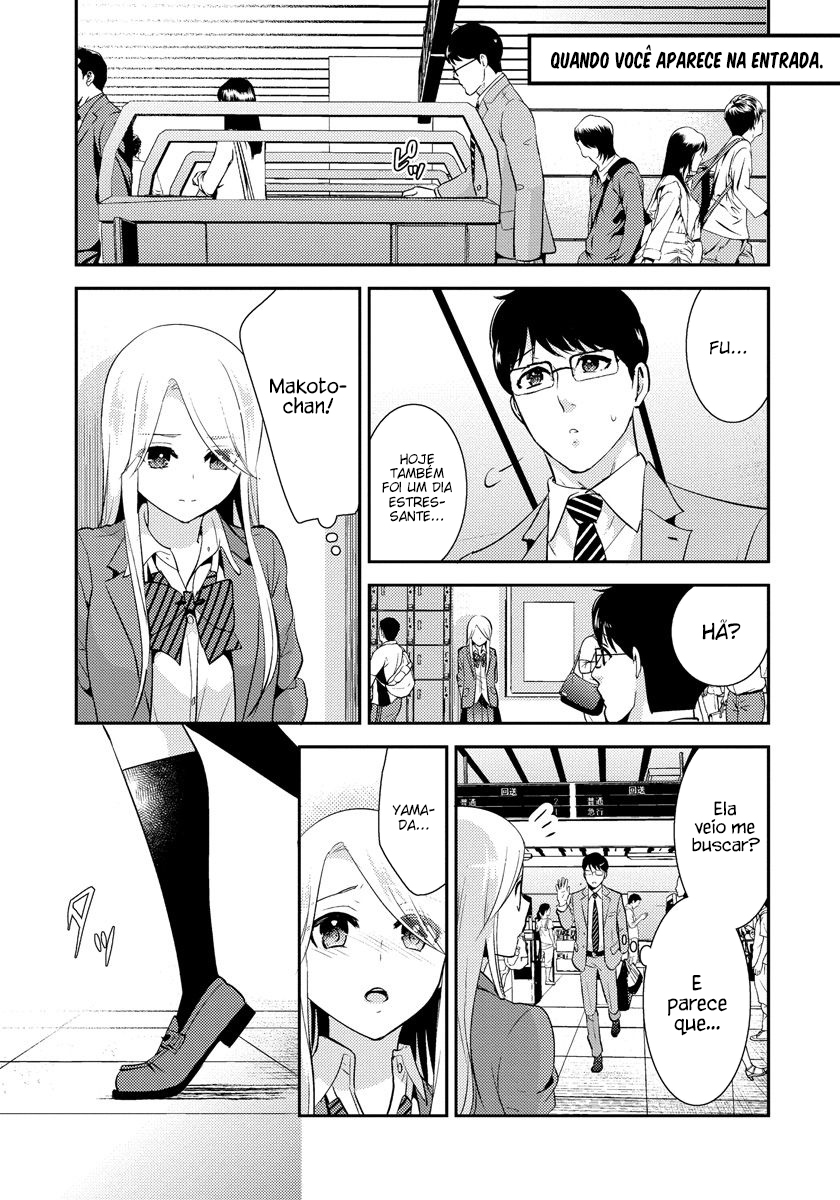 QUANDO VOCÊ APARECE NA ENTRADA.
ピッ
FU...
HOJE
TAMBÉM
FOI UM DIA
ESTRES-
SANTE...
Makoto-
chan!
HÃ?
Ela
veio me
buscar?
回送
回送
普通 2 普通
急行
E
parece
que...
YAMA-
DA...
タッ